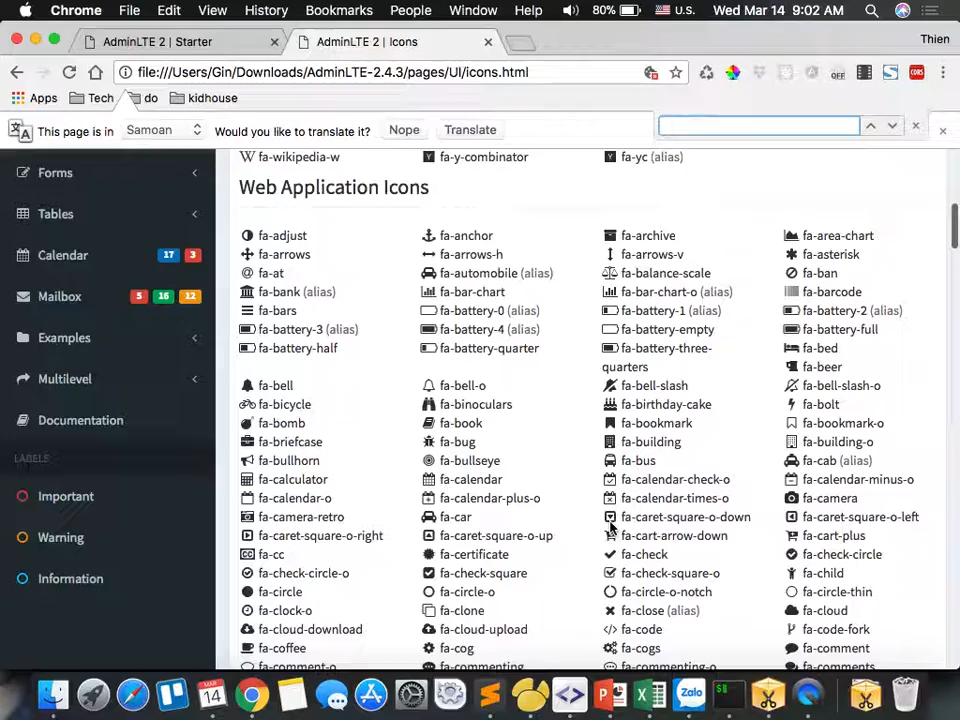 Chrome File Edit View History Bookmarks People Window Help 80% U.S. Wed Mar 14 9:02 AM
AdminLTE 2 | Starter AdminLTE 2 | Icons Thien
file:///Users/Gin/Downloads/AdminLTE-2.4.3/pages/UI/icons.html OFF CORS
Apps Tech do kidhouse
This page is in Samoan Would you like to translate it? Nope Translate
Forms
Tables
Calendar 17 3
Mailbox 5 16 12
Examples
Multilevel
Documentation
LABELS
Important
Warning
Information
fa-wikipedia-w fa-y-combinator fa-yc (alias)
Web Application Icons
fa-adjust fa-anchor fa-archive fa-area-chart
fa-arrows fa-arrows-h fa-arrows-v fa-asterisk
fa-at fa-automobile (alias) fa-balance-scale fa-ban
fa-bank (alias) fa-bar-chart fa-bar-chart-o (alias) fa-barcode
fa-bars fa-battery-0 (alias) fa-battery-1 (alias) fa-battery-2 (alias)
fa-battery-3 (alias) fa-battery-4 (alias) fa-battery-empty fa-battery-full
fa-battery-half fa-battery-quarter fa-battery-three- fa-bed
quarters fa-beer
fa-bell fa-bell-o fa-bell-slash fa-bell-slash-o
fa-bicycle fa-binoculars fa-birthday-cake fa-bolt
fa-bomb fa-book fa-bookmark fa-bookmark-o
fa-briefcase fa-bug fa-building fa-building-o
fa-bullhorn fa-bullseye fa-bus fa-cab (alias)
fa-calculator fa-calendar fa-calendar-check-o fa-calendar-minus-o
fa-calendar-o fa-calendar-plus-o fa-calendar-times-o fa-camera
fa-camera-retro fa-car fa-caret-square-o-down fa-caret-square-o-left
fa-caret-square-o-right fa-caret-square-o-up fa-cart-arrow-down fa-cart-plus
fa-cc fa-certificate fa-check fa-check-circle
fa-check-circle-o fa-check-square fa-check-square-o fa-child
fa-circle fa-circle-o fa-circle-o-notch fa-circle-thin
fa-clock-o fa-clone fa-close (alias) fa-cloud
fa-cloud-download fa-cloud-upload fa-code fa-code-fork
fa-coffee fa-cog fa-cogs fa-comment
fa-comment-o fa-commenting fa-commenting-o fa-comments
14 Zalo